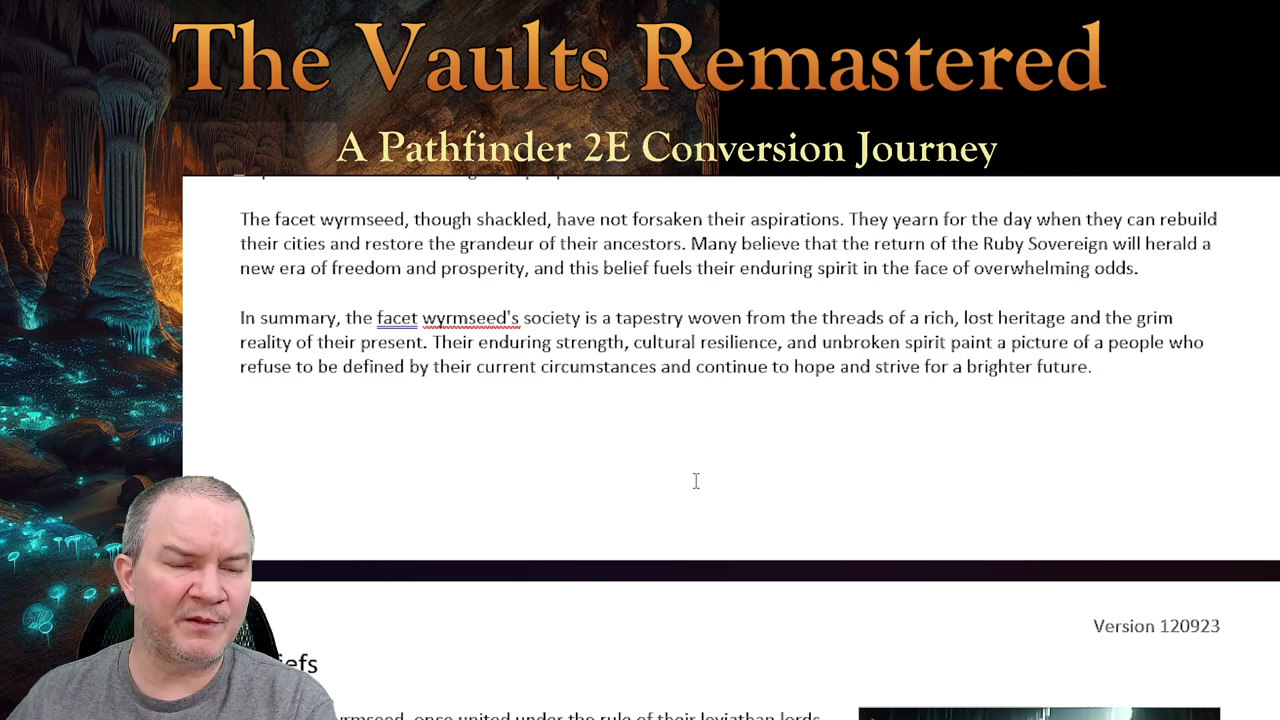 The Vaults Remastered
A Pathfinder 2E Conversion Journey
The facet wyrmseed, though shackled, have not forsaken their aspirations. They yearn for the day when they can rebuild
their cities and restore the grandeur of their ancestors. Many believe that the return of the Ruby Sovereign will herald a
new era of freedom and prosperity, and this belief fuels their enduring spirit in the face of overwhelming odds.
In summary, the facet wyrmseed's society is a tapestry woven from the threads of a rich, lost heritage and the grim
reality of their present. Their enduring strength, cultural resilience, and unbroken spirit paint a picture of a people who
refuse to be defined by their current circumstances and continue to hope and strive for a brighter future.
Version 120923
iefs
wyrmseed, once united under the rule of their leviathan lords